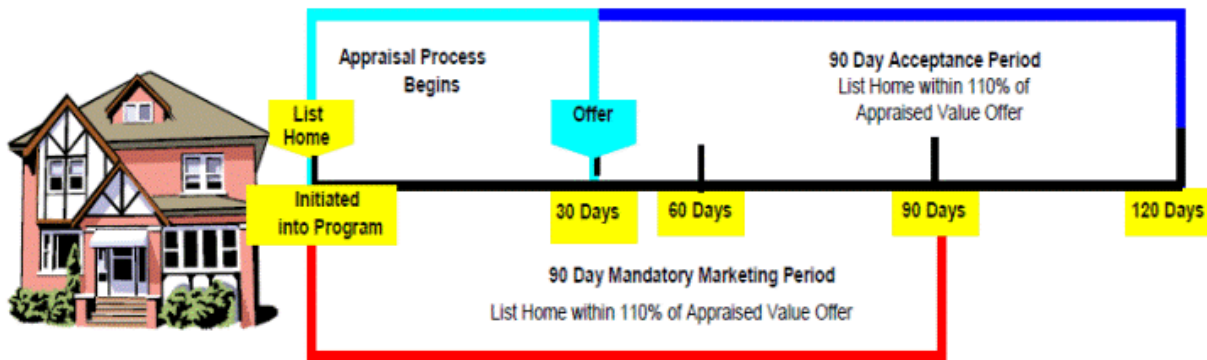 Appraisal Process
Begins
90 Day Acceptance Period
List Home within 110% of
Appraised Value Offer
List
Home
Offer
Initiated
into Program
30 Days
60 Days
90 Days
120 Days
90 Day Mandatory Marketing Period
List Home within 110% of Appraised Value Offer